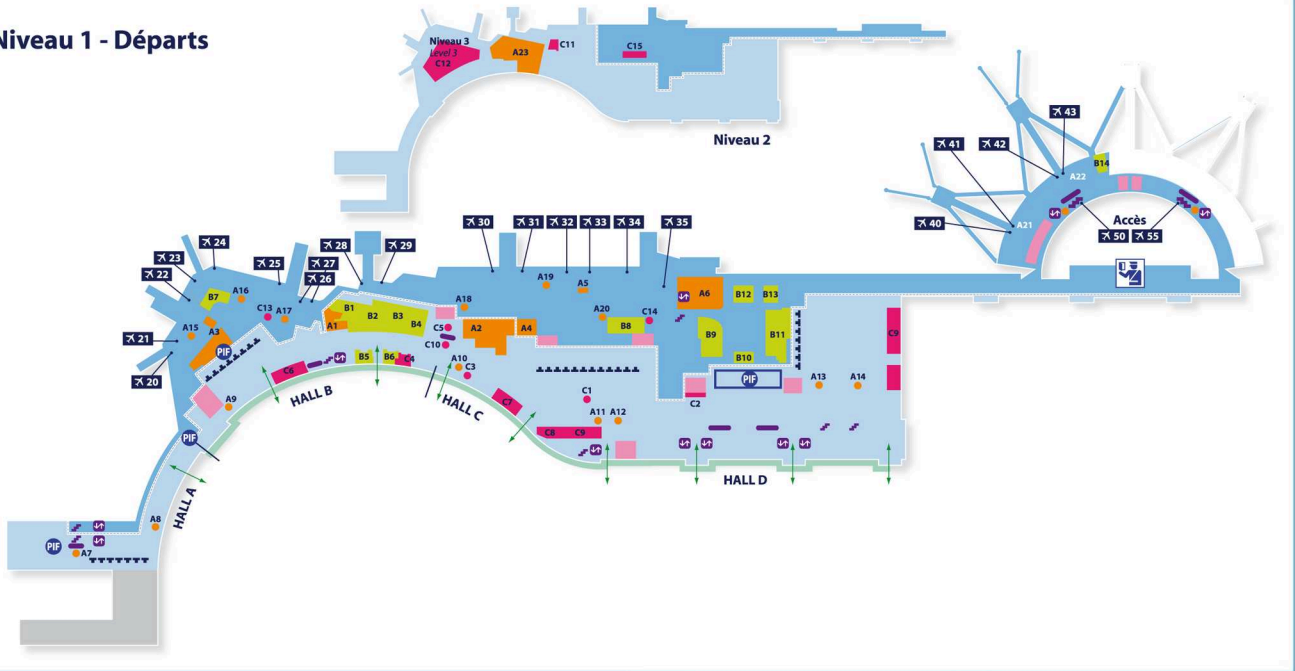 Niveau 1 - Départs
Niveau 3
Level 3
C12
A23
C11
C15
Niveau 2
43
42
41
40
B14
A22
A21
Accès
50
55
30
31
32
33
34
35
28
29
27
26
25
24
23
22
21
20
B7
A16
C13
A17
A15
A3
PIF
A1
B1
B2
B3
B4
A18
C5
C10
A2
A4
A19
A5
A20
B8
C14
A6
B12
B13
B9
B11
B10
PIF
C9
B5
B6
C4
A10
C3
C6
A9
PIF
HALL B
HALL C
C7
C1
A11
A12
C8
C9
C2
A13
A14
HALL D
HALL A
A8
PIF
A7